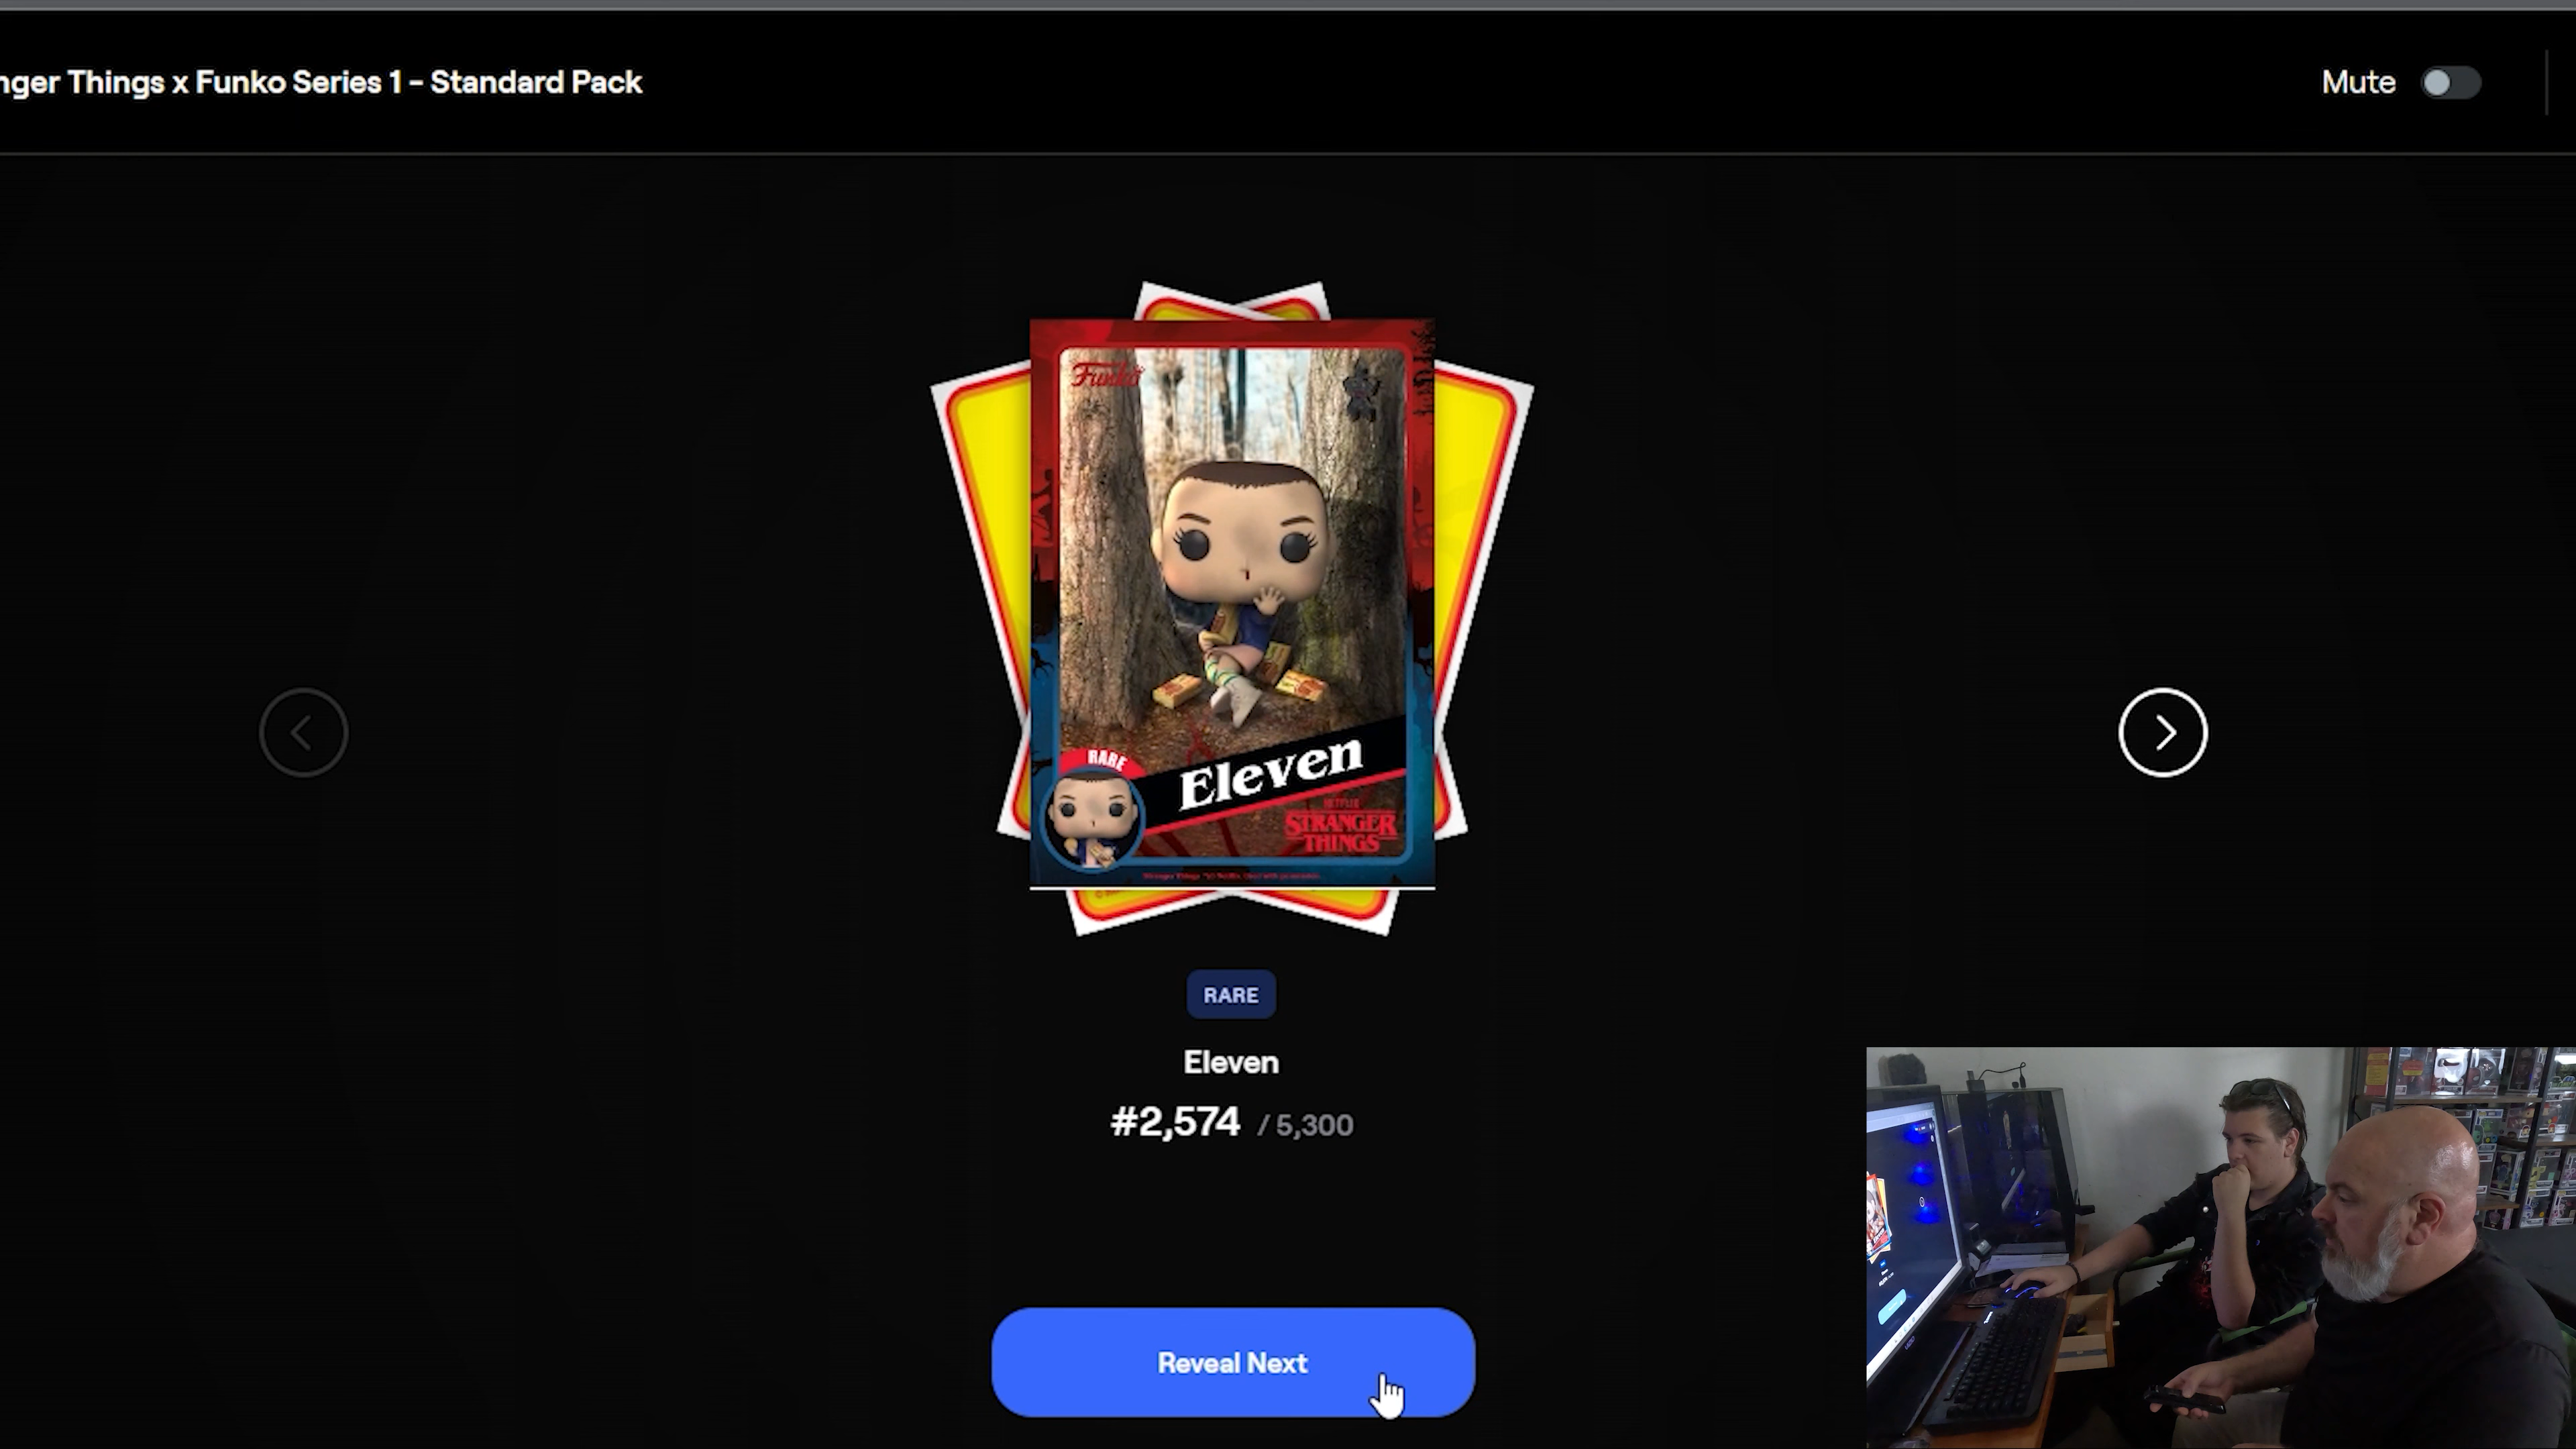 nger Things x Funko Series 1 - Standard Pack
Mute
Funko
RARE
Eleven
NETFLIX
STRANGER
THINGS
RARE
Eleven
#2,574 / 5,300
Reveal Next